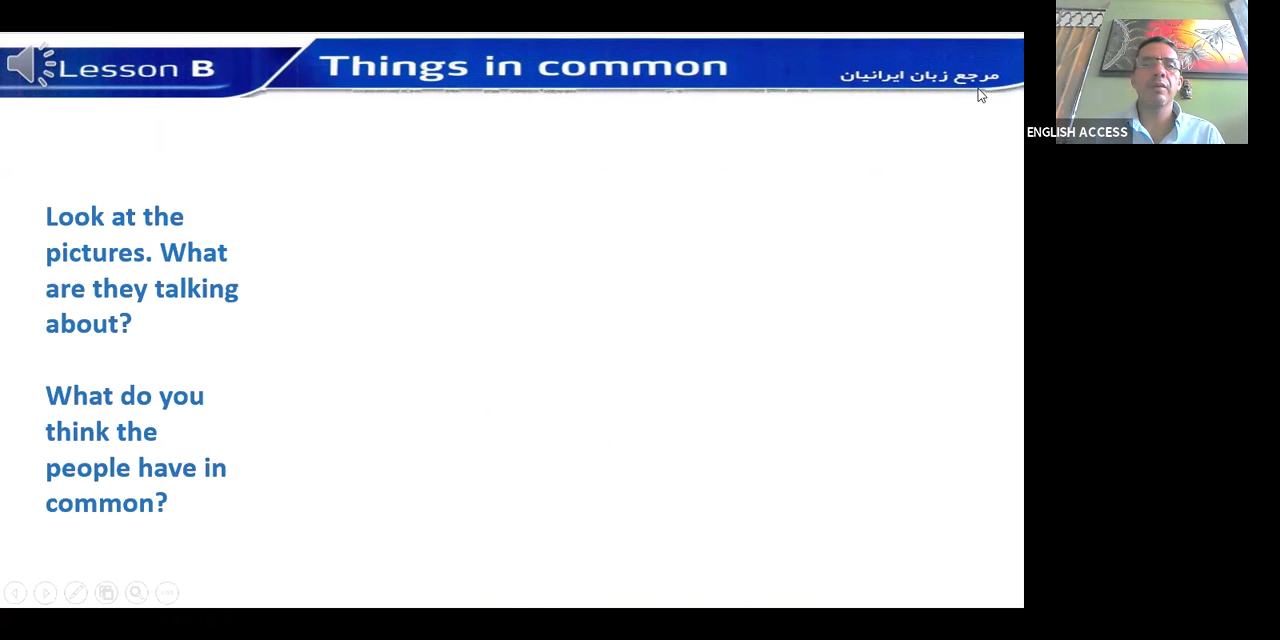 Lesson B
Things in common
مرجع زبان ایرانیان
ENGLISH ACCESS
Look at the
pictures. What
are they talking
about?
What do you
think the
people have in
common?